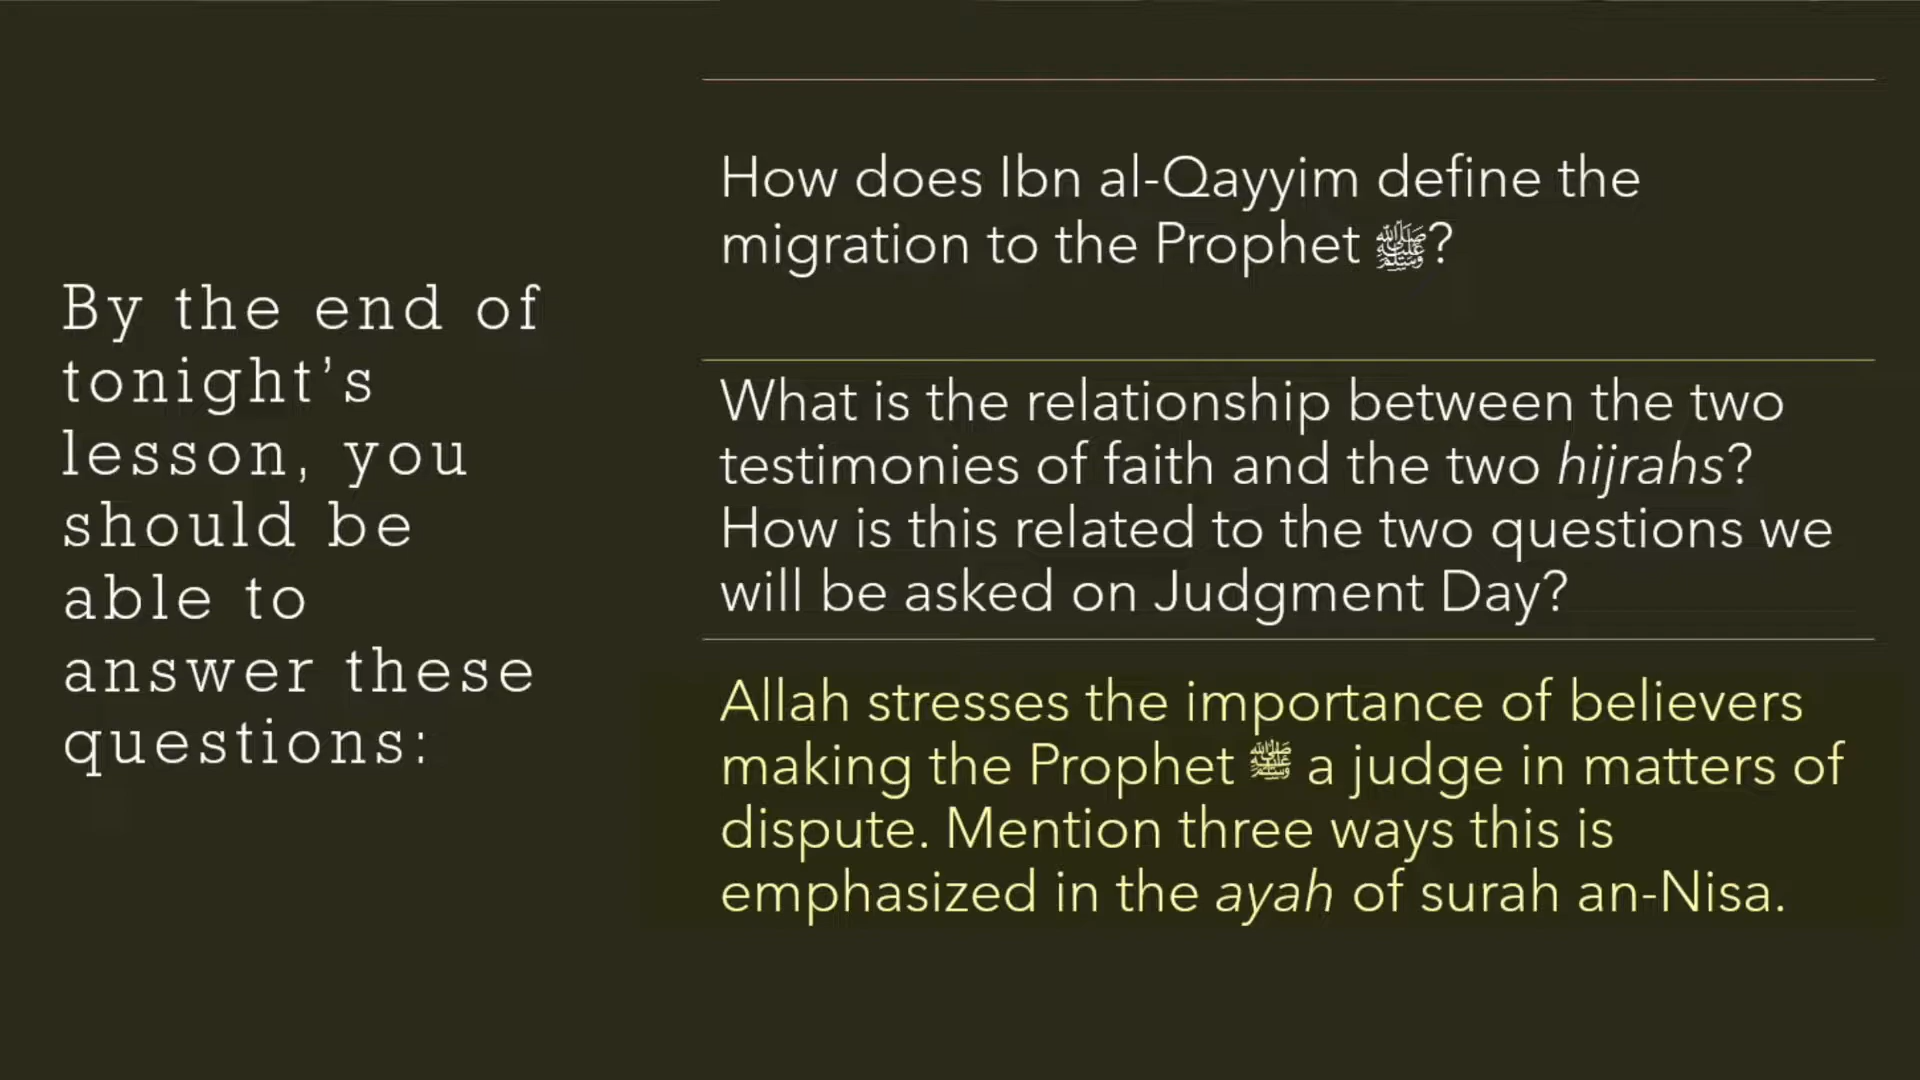 By the end of
tonight’s
lesson, you
should be
able to
answer these
questions:
How does Ibn al-Qayyim define the
migration to the Prophet ﷺ?
What is the relationship between the two
testimonies of faith and the two hijrahs?
How is this related to the two questions we
will be asked on Judgment Day?
Allah stresses the importance of believers
making the Prophet ﷺ a judge in matters of
dispute. Mention three ways this is
emphasized in the ayah of surah an-Nisa.